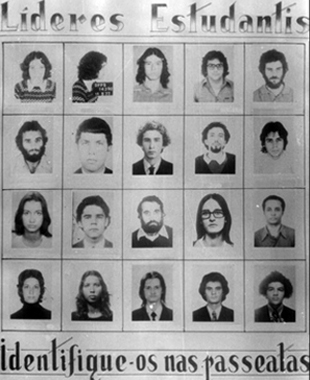 Líderes Estudantis
Identifique-os nas passeatas